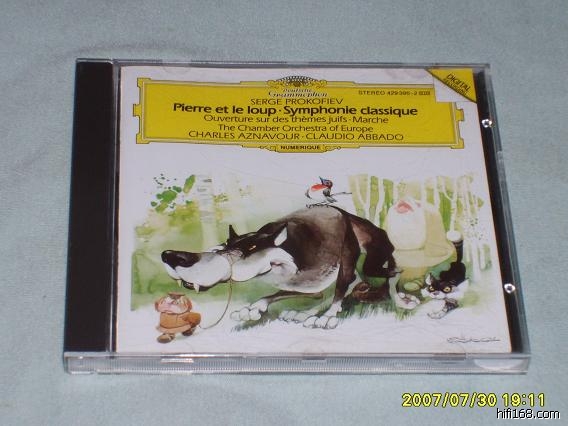 Deutsche
Grammophon
STEREO 429 396-2
DIGITAL
SERGE PROKOFIEV
Pierre et le loup · Symphonie classique
Ouverture sur des thèmes juifs · Marche
The Chamber Orchestra of Europe
CHARLES AZNAVOUR · CLAUDIO ABBADO
NUMERIQUE
2007/07/30 19:11
hifi168.com